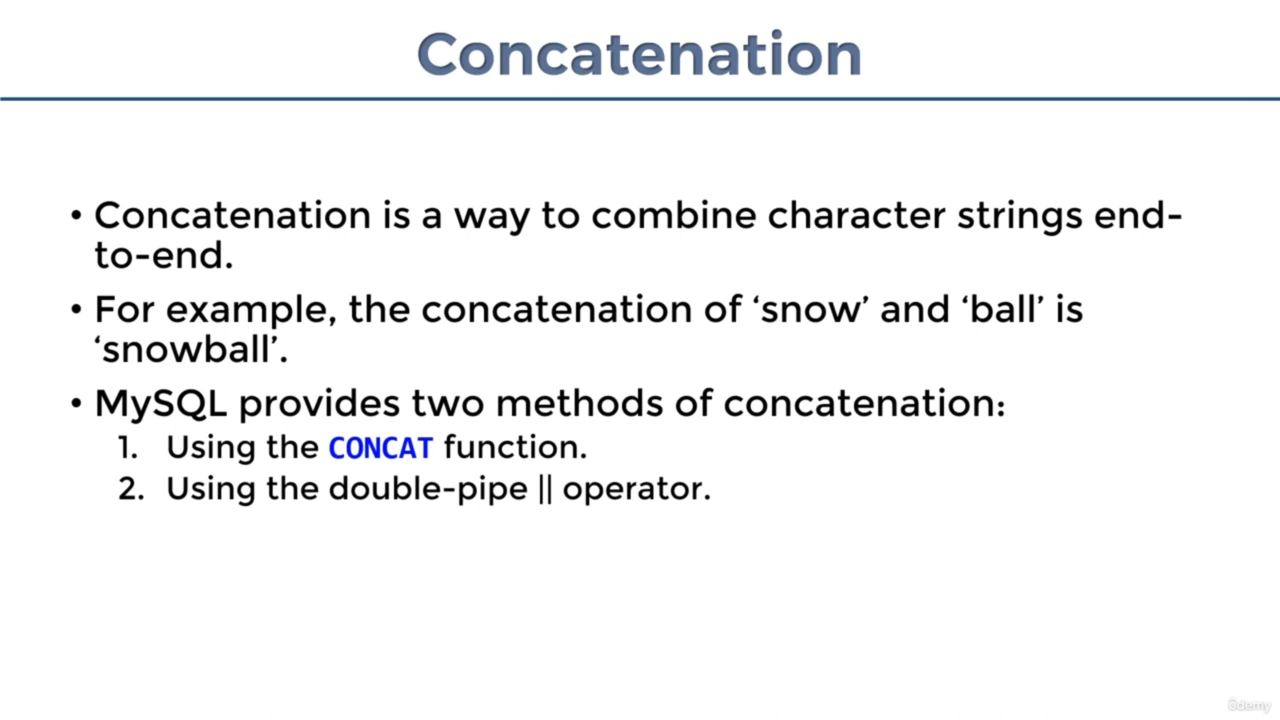 Concatenation
• Concatenation is a way to combine character strings end-
to-end.
• For example, the concatenation of ‘snow’ and ‘ball’ is
‘snowball’.
• MySQL provides two methods of concatenation:
1. Using the CONCAT function.
2. Using the double-pipe || operator.
ûdemy